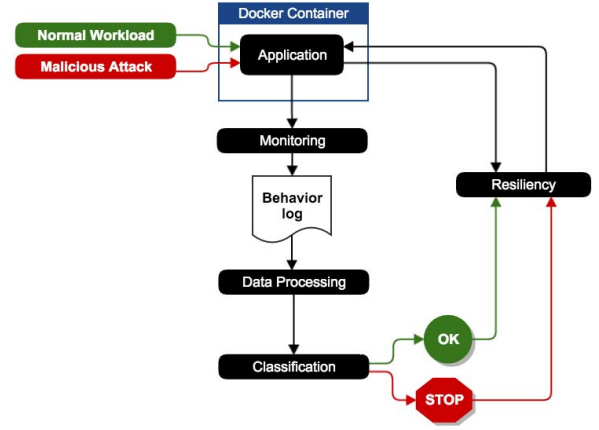 Docker Container
Normal Workload
Application
Malicious Attack
Monitoring
Resiliency
Behavior
log
Data Processing
OK
Classification
STOP